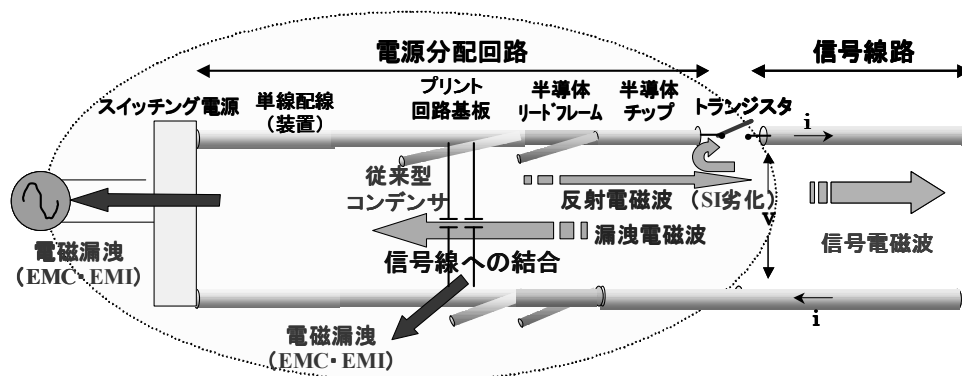 電源分配回路
信号線路
スイッチング電源
単線配線
(装置)
プリント
回路基板
半導体
リードフレーム
半導体
チップ
トランジスタ
i
従来型
コンデンサ
反射電磁波 (SI劣化)
v
漏洩電磁波
信号電磁波
電磁漏洩
(EMC・EMI)
信号線への結合
i
電磁漏洩
(EMC・EMI)